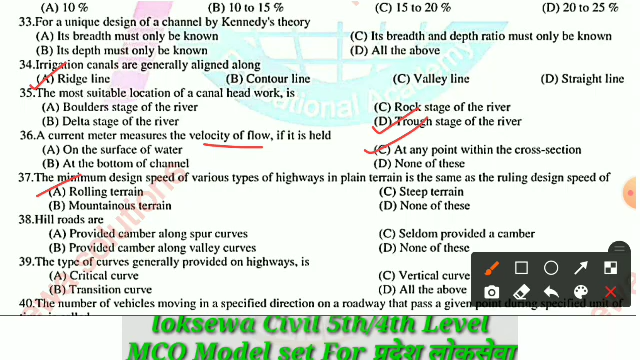 (A) 10 % (B) 10 to 15 % (C) 15 to 20 % (D) 20 to 25 %
33.For a unique design of a channel by Kennedy's theory
(A) Its breadth must only be known (C) Its breadth and depth ratio must only be known
(B) Its depth must only be known (D) All the above
34.Irrigation canals are generally aligned along
(A) Ridge line (B) Contour line (C) Valley line (D) Straight line
35.The most suitable location of a canal head work, is
(A) Boulders stage of the river (C) Rock stage of the river
(B) Delta stage of the river (D) Trough stage of the river
36.A current meter measures the velocity of flow, if it is held
(A) On the surface of water (C) At any point within the cross-section
(B) At the bottom of channel (D) None of these
37.The minimum design speed of various types of highways in plain terrain is the same as the ruling design speed of
(A) Rolling terrain (C) Steep terrain
(B) Mountainous terrain (D) None of these
38.Hill roads are
(A) Provided camber along spur curves (C) Seldom provided a camber
(B) Provided camber along valley curves (D) None of these
39.The type of curves generally provided on highways, is
(A) Critical curve (C) Vertical curve
(B) Transition curve (D) All the above
40.The number of vehicles moving in a specified direction on a roadway that pass a given point during specified unit of
loksewa Civil 5th/4th Level
MCQ Model set For प्रदेश लोकसेवा